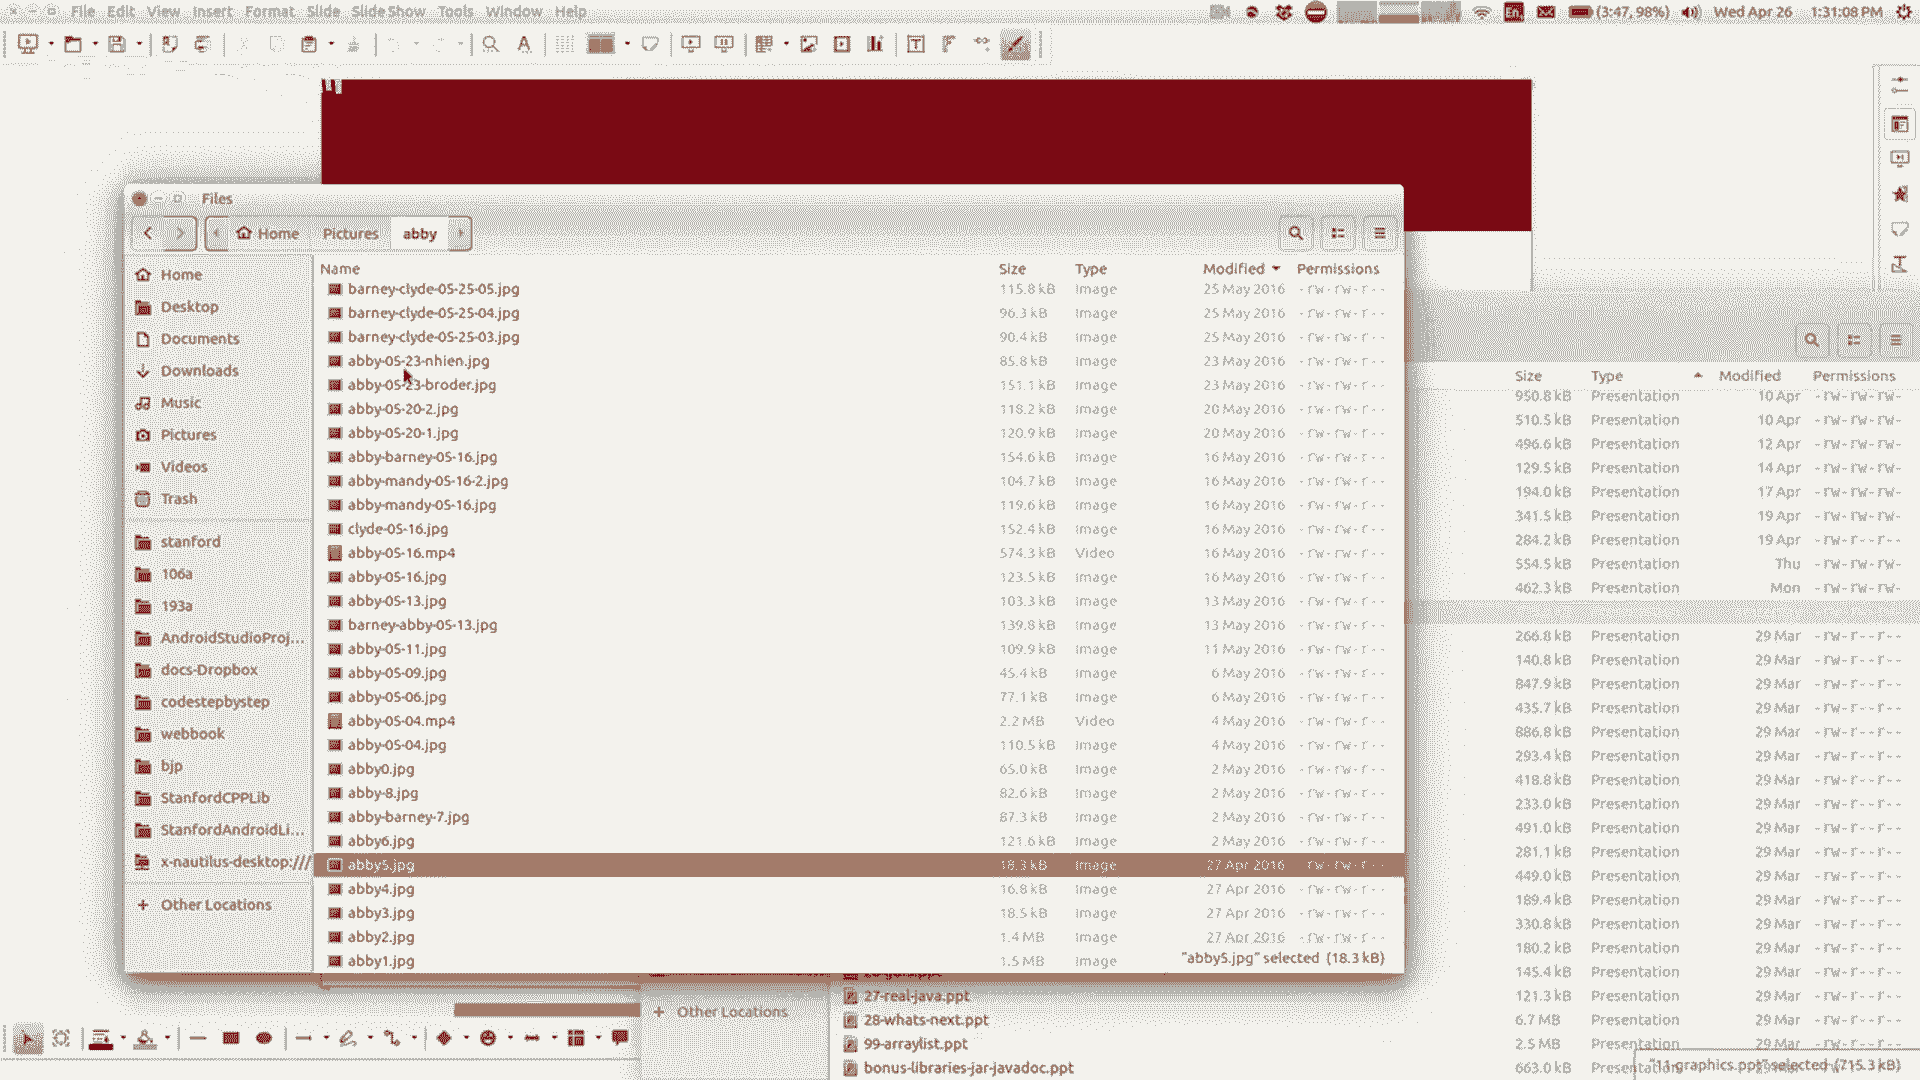 File Edit View Insert Format Slide Slide Show Tools Window Help
En (3:47, 98%) Wed Apr 26 1:31:08 PM
Files
Home Pictures abby
Home
Desktop
Documents
Downloads
Music
Pictures
Videos
Trash
stanford
106a
193a
AndroidStudioProj...
docs-Dropbox
codestepbystep
webbook
bjp
StanfordCPPLib
StanfordAndroidLi...
x-nautilus-desktop:///
+ Other Locations
Name Size Type Modified Permissions
barney-clyde-05-25-05.jpg 115.8 kB Image 25 May 2016 -rw-rw-r--
barney-clyde-05-25-04.jpg 96.3 kB Image 25 May 2016 -rw-rw-r--
barney-clyde-05-25-03.jpg 90.4 kB Image 25 May 2016 -rw-rw-r--
abby-05-23-nhien.jpg 85.8 kB Image 23 May 2016 -rw-rw-r--
abby-05-23-broder.jpg 151.1 kB Image 23 May 2016 -rw-rw-r--
abby-05-20-2.jpg 118.2 kB Image 20 May 2016 -rw-rw-r--
abby-05-20-1.jpg 120.9 kB Image 20 May 2016 -rw-rw-r--
abby-barney-05-16.jpg 154.6 kB Image 16 May 2016 -rw-rw-r--
abby-mandy-05-16-2.jpg 104.7 kB Image 16 May 2016 -rw-rw-r--
abby-mandy-05-16.jpg 119.6 kB Image 16 May 2016 -rw-rw-r--
clyde-05-16.jpg 152.4 kB Image 16 May 2016 -rw-rw-r--
abby-05-16.mp4 574.3 kB Video 16 May 2016 -rw-rw-r--
abby-05-16.jpg 123.5 kB Image 16 May 2016 -rw-rw-r--
abby-05-13.jpg 103.3 kB Image 13 May 2016 -rw-rw-r--
barney-abby-05-13.jpg 139.8 kB Image 13 May 2016 -rw-rw-r--
abby-05-11.jpg 109.9 kB Image 11 May 2016 -rw-rw-r--
abby-05-09.jpg 45.4 kB Image 6 May 2016 -rw-rw-r--
abby-05-06.jpg 77.1 kB Image 6 May 2016 -rw-rw-r--
abby-05-04.mp4 2.2 MB Video 4 May 2016 -rw-rw-r--
abby-05-04.jpg 110.5 kB Image 4 May 2016 -rw-rw-r--
abby0.jpg 65.0 kB Image 2 May 2016 -rw-rw-r--
abby-8.jpg 82.6 kB Image 2 May 2016 -rw-rw-r--
abby-barney-7.jpg 87.3 kB Image 2 May 2016 -rw-rw-r--
abby6.jpg 121.6 kB Image 2 May 2016 -rw-rw-r--
abby5.jpg 18.3 kB Image 27 Apr 2016 -rw-rw-r--
abby4.jpg 16.8 kB Image 27 Apr 2016 -rw-rw-r--
abby3.jpg 18.5 kB Image 27 Apr 2016 -rw-rw-r--
abby2.jpg 1.4 MB Image 27 Apr 2016 -rw-rw-r--
abby1.jpg 1.5 MB Image
"abby5.jpg" selected (18.3 kB)
Size Type Modified Permissions
950.8 kB Presentation 10 Apr -rw-rw-rw-
510.5 kB Presentation 10 Apr -rw-rw-rw-
496.6 kB Presentation 12 Apr -rw-rw-rw-
129.5 kB Presentation 14 Apr -rw-rw-rw-
194.0 kB Presentation 17 Apr -rw-rw-rw-
341.5 kB Presentation 19 Apr -rw-rw-rw-
284.2 kB Presentation 19 Apr -rw-rw-rw-
554.5 kB Presentation Thu -rw-rw-rw-
462.3 kB Presentation Mon -rw-rw-rw-
266.8 kB Presentation 29 Mar -rw-r--r--
140.8 kB Presentation 29 Mar -rw-r--r--
847.9 kB Presentation 29 Mar -rw-r--r--
435.7 kB Presentation 29 Mar -rw-r--r--
886.8 kB Presentation 29 Mar -rw-r--r--
293.4 kB Presentation 29 Mar -rw-r--r--
418.8 kB Presentation 29 Mar -rw-r--r--
233.0 kB Presentation 29 Mar -rw-r--r--
491.0 kB Presentation 29 Mar -rw-r--r--
281.1 kB Presentation 29 Mar -rw-r--r--
449.0 kB Presentation 29 Mar -rw-r--r--
189.4 kB Presentation 29 Mar -rw-r--r--
330.8 kB Presentation 29 Mar -rw-r--r--
180.2 kB Presentation 29 Mar -rw-r--r--
145.4 kB Presentation 29 Mar -rw-r--r--
27-real-java.ppt 121.3 kB Presentation 29 Mar -rw-r--r--
+ Other Locations
28-whats-next.ppt 6.7 MB Presentation 29 Mar -rw-r--r--
99-arraylist.ppt 2.5 MB Presentation 29 Mar -rw-r--r--
bonus-libraries-jar-javadoc.ppt 663.0 kB
"11-graphics.ppt" selected (715.3 kB)